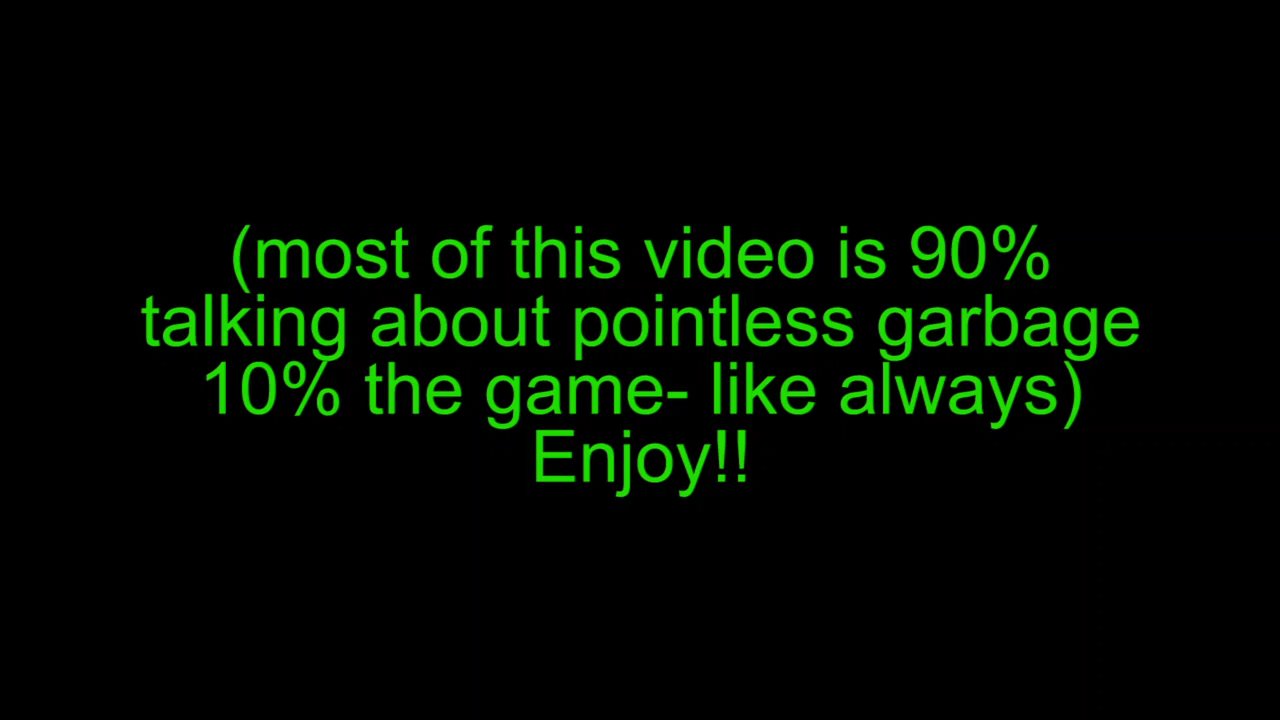 (most of this video is 90%
talking about pointless garbage
10% the game- like always)
Enjoy!!